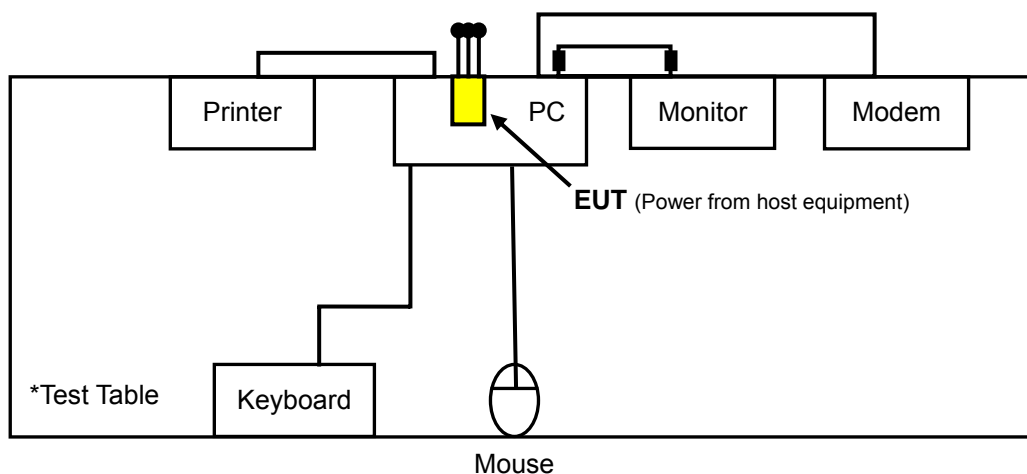 Printer
PC
Monitor
Modem
EUT (Power from host equipment)
*Test Table
Keyboard
Mouse